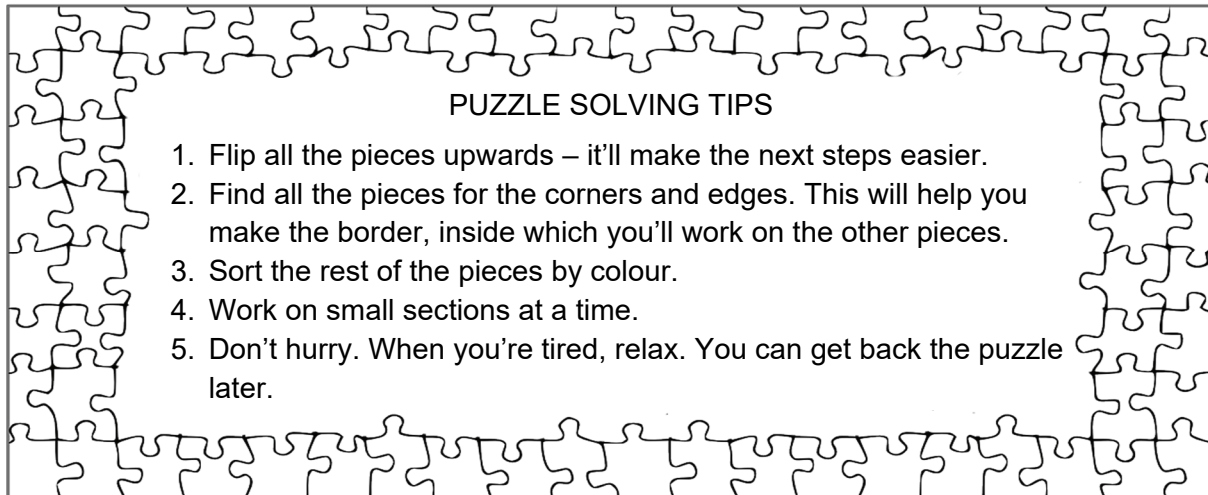 PUZZLE SOLVING TIPS
1. Flip all the pieces upwards – it’ll make the next steps easier.
2. Find all the pieces for the corners and edges. This will help you
make the border, inside which you’ll work on the other pieces.
3. Sort the rest of the pieces by colour.
4. Work on small sections at a time.
5. Don’t hurry. When you’re tired, relax. You can get back the puzzle
later.